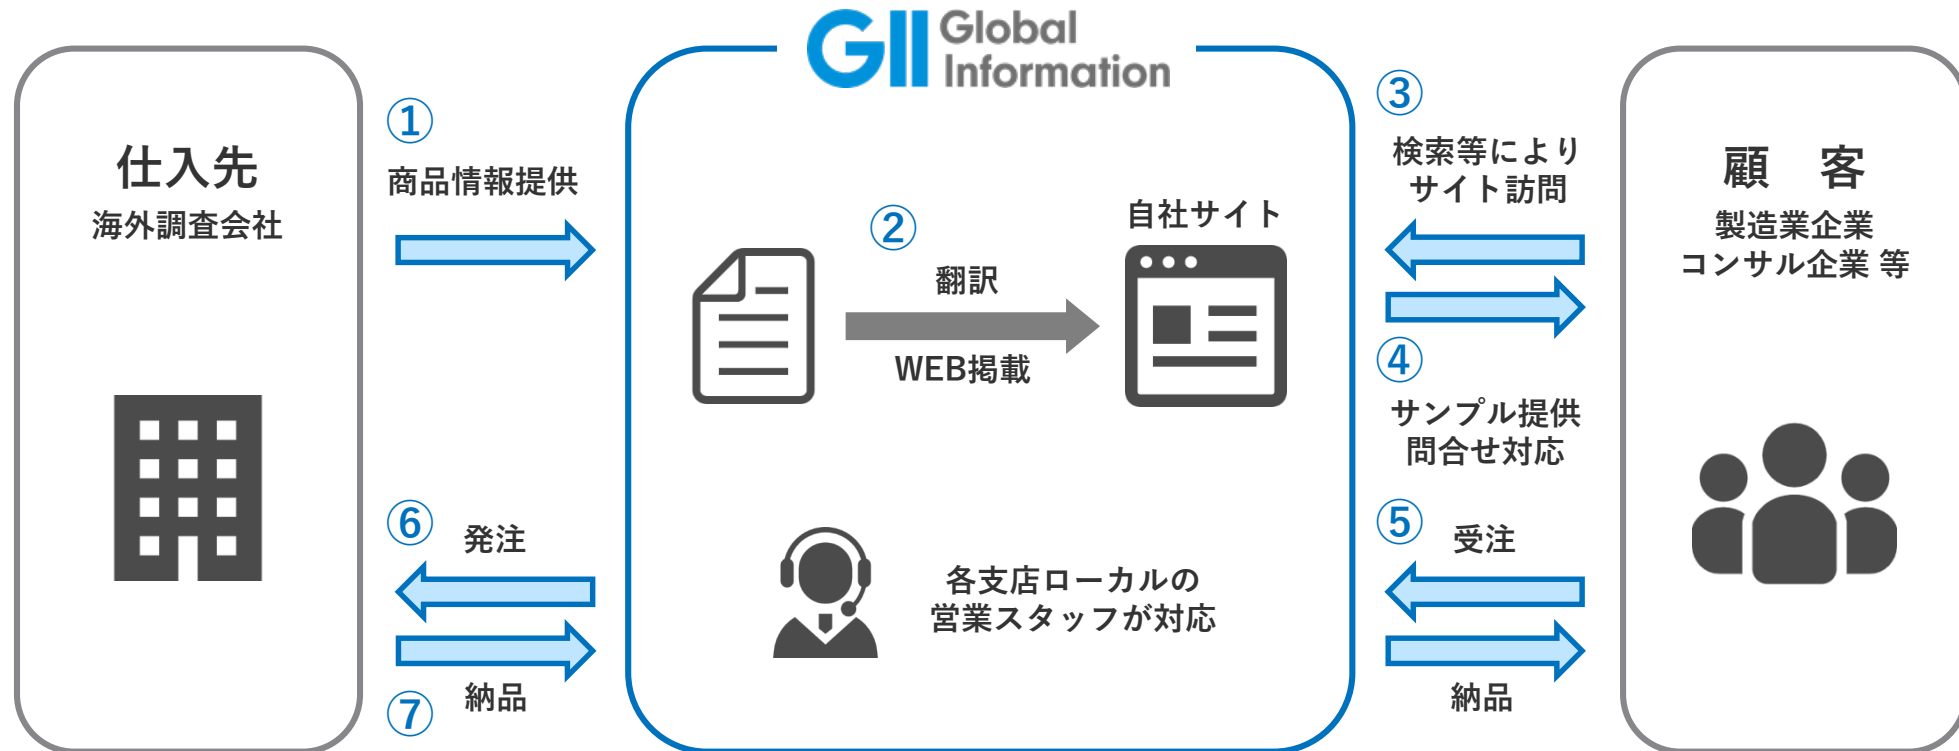 GII Global
Information
仕入先
海外調査会社
①
商品情報提供
②
翻訳
WEB掲載
自社サイト
③
検索等により
サイト訪問
④
サンプル提供
問合せ対応
顧　客
製造業企業
コンサル企業 等
⑥
発注
⑦
納品
各支店ローカルの
営業スタッフが対応
⑤
受注
納品